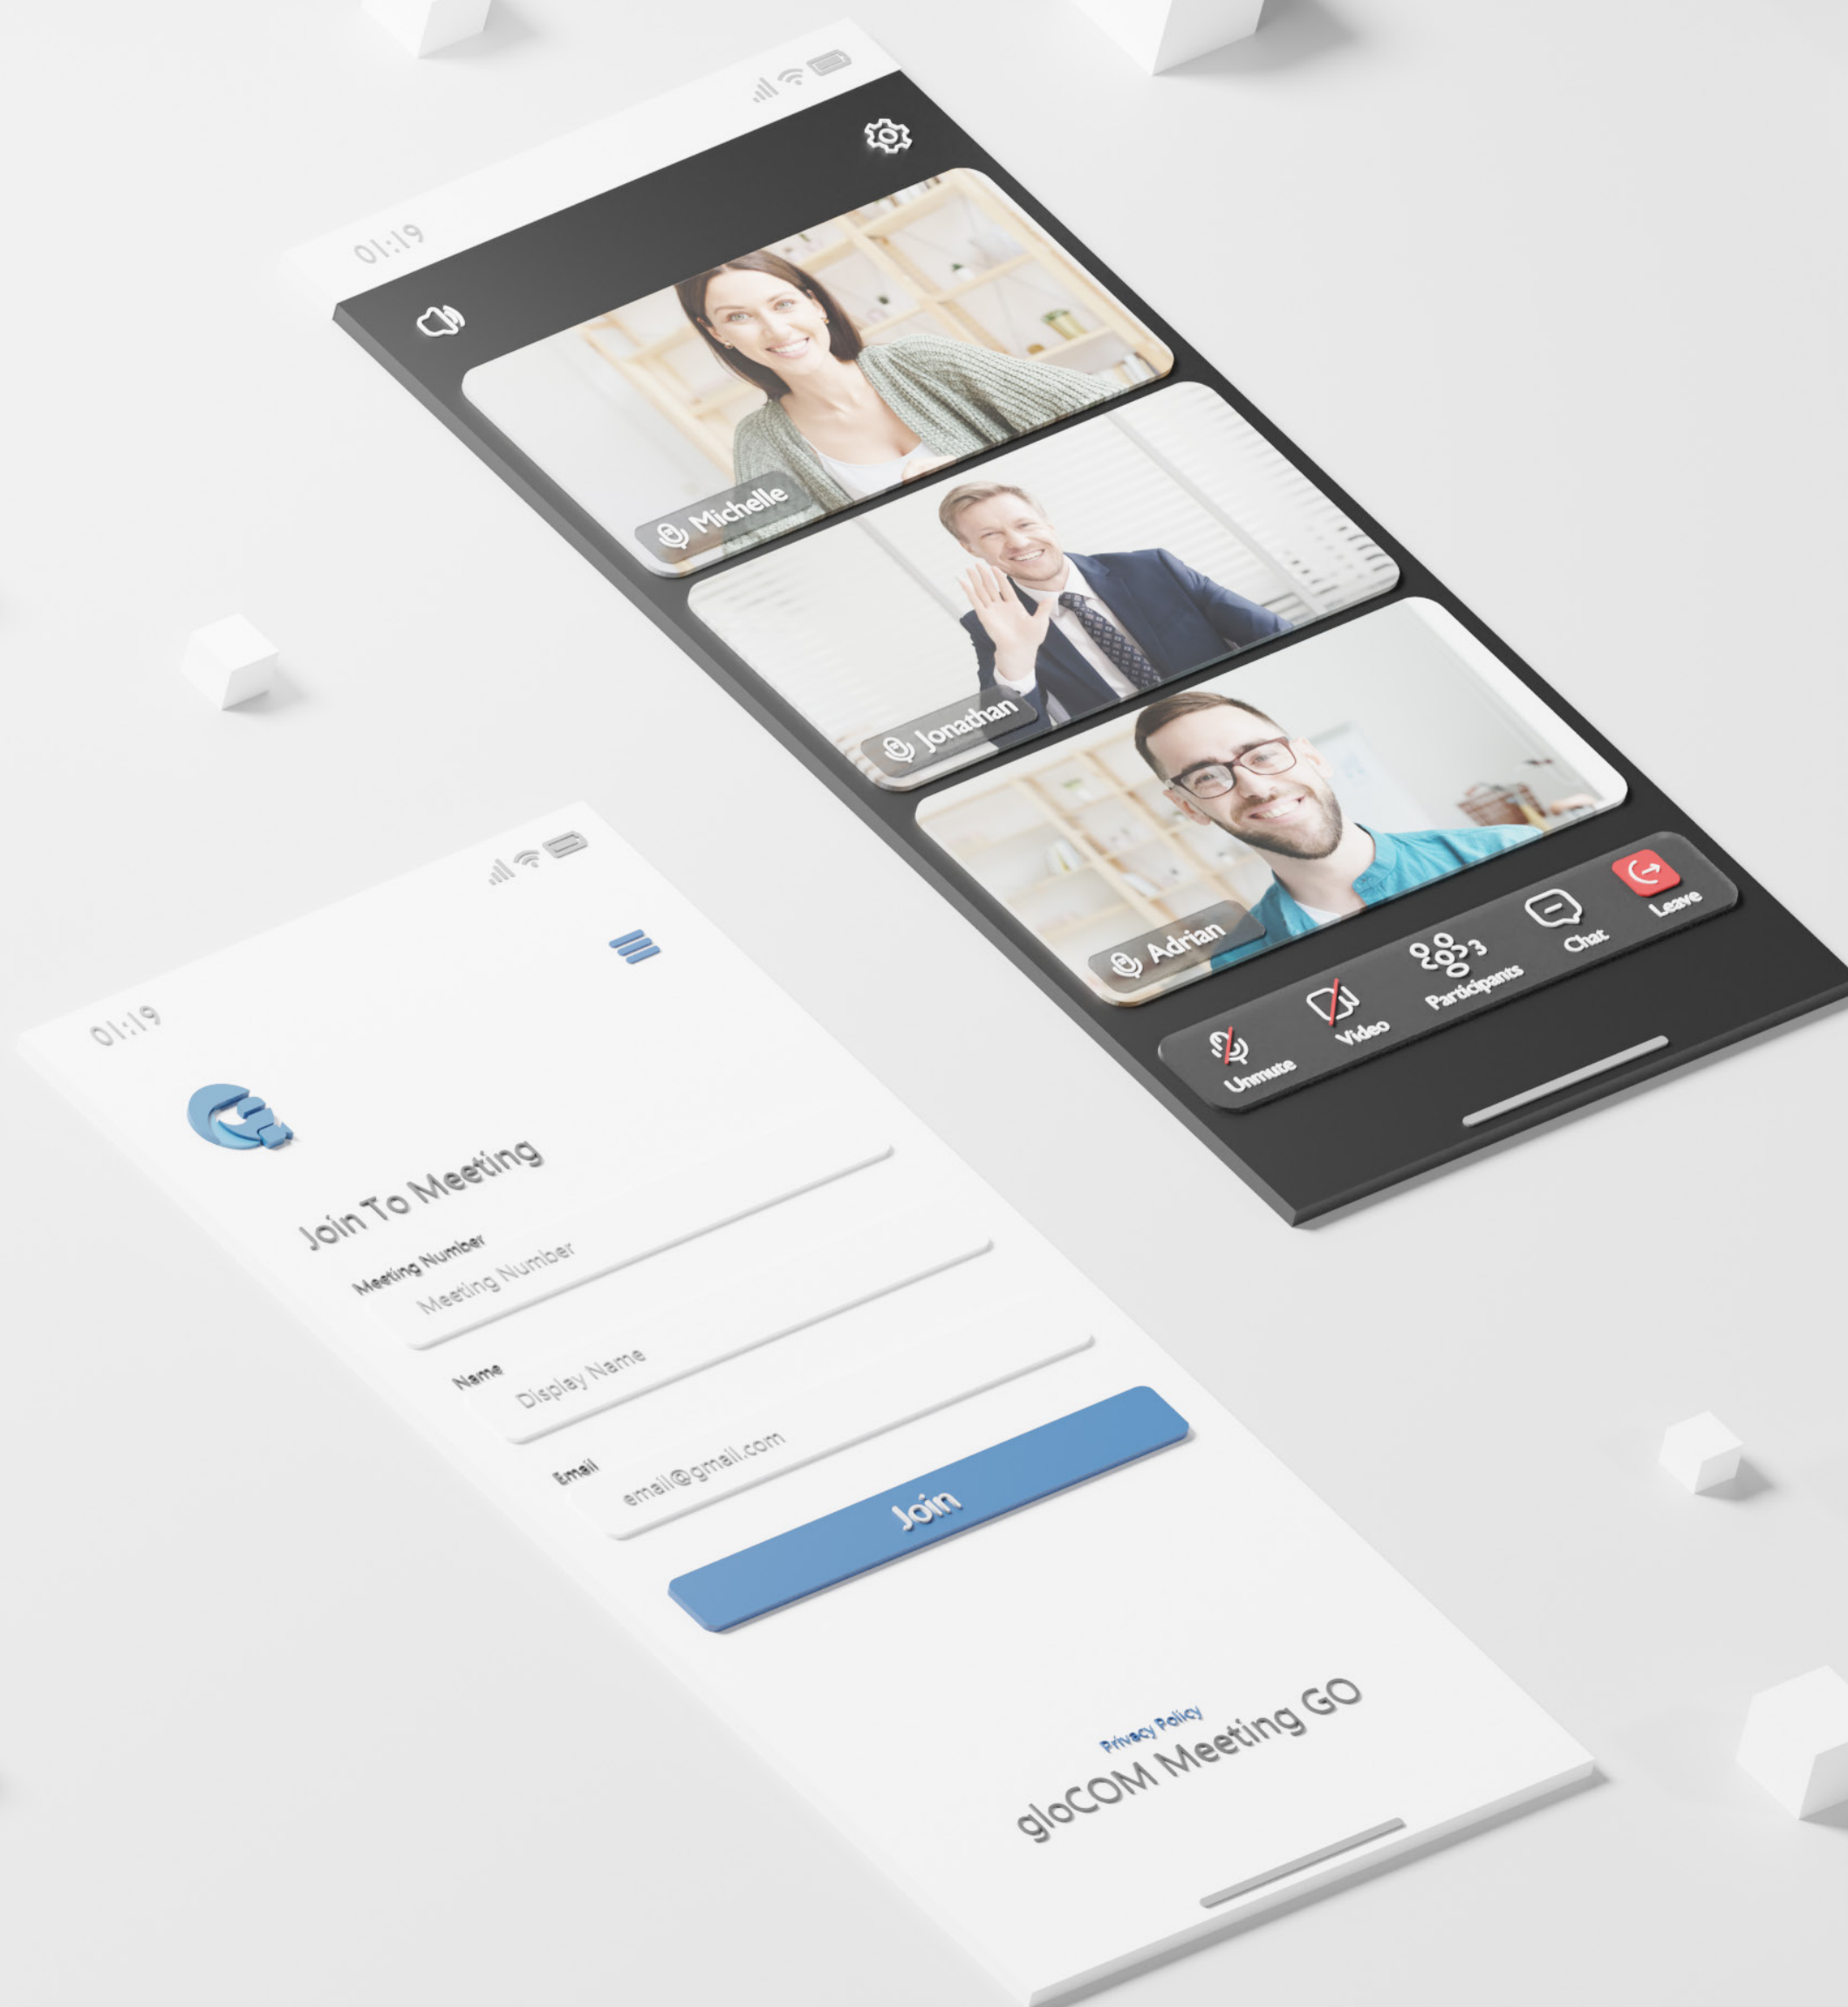 01:19
Michelle
Jonathan
Adrian
Unmute
Video
3
Participants
Chat
Leave
01:19
Join To Meeting
Meeting Number
Meeting Number
Name
Display Name
Email
email@gmail.com
Join
Privacy Policy
gloCOM Meeting GO